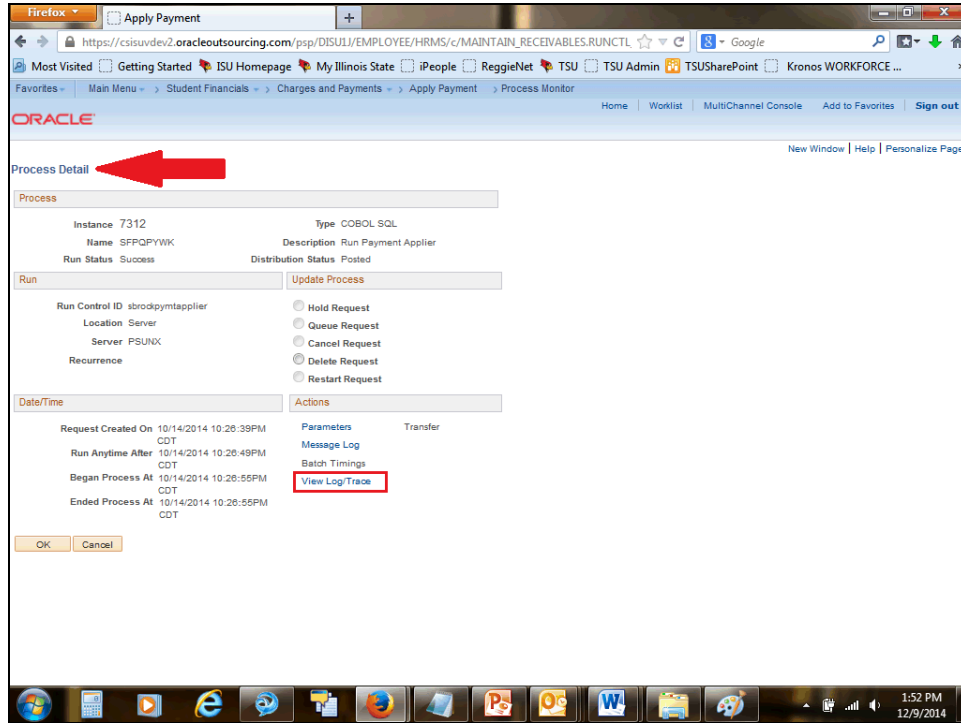 Firefox
Apply Payment
+
https://csisuvdev2.oracleoutsourcing.com/psp/DISU1J/EMPLOYEE/HRMS/c/MAINTAIN_RECEIVABLES.RUNCTL_
8 - Google
Most Visited Getting Started ISU Homepage My Illinois State iPeople ReggieNet TSU TSU Admin TSUSharePoint Kronos WORKFORCE ...
Favorites Main Menu > Student Financials > Charges and Payments > Apply Payment > Process Monitor
Home Worklist MultiChannel Console Add to Favorites Sign out
ORACLE
New Window | Help | Personalize Page
Process Detail
Process
Instance 7312 Type COBOL SQL
Name SFPQPYWK Description Run Payment Applier
Run Status Success Distribution Status Posted
Run Update Process
Run Control ID sbrockpymtapplier
Location Server
Server PSUNX
Recurrence
Hold Request
Queue Request
Cancel Request
Delete Request
Restart Request
Date/Time Actions
Request Created On 10/14/2014 10:26:39PM
CDT
Run Anytime After 10/14/2014 10:26:49PM
CDT
Began Process At 10/14/2014 10:26:55PM
CDT
Ended Process At 10/14/2014 10:26:55PM
CDT
Parameters Transfer
Message Log
Batch Timings
View Log/Trace
OK Cancel
1:52 PM
12/9/2014